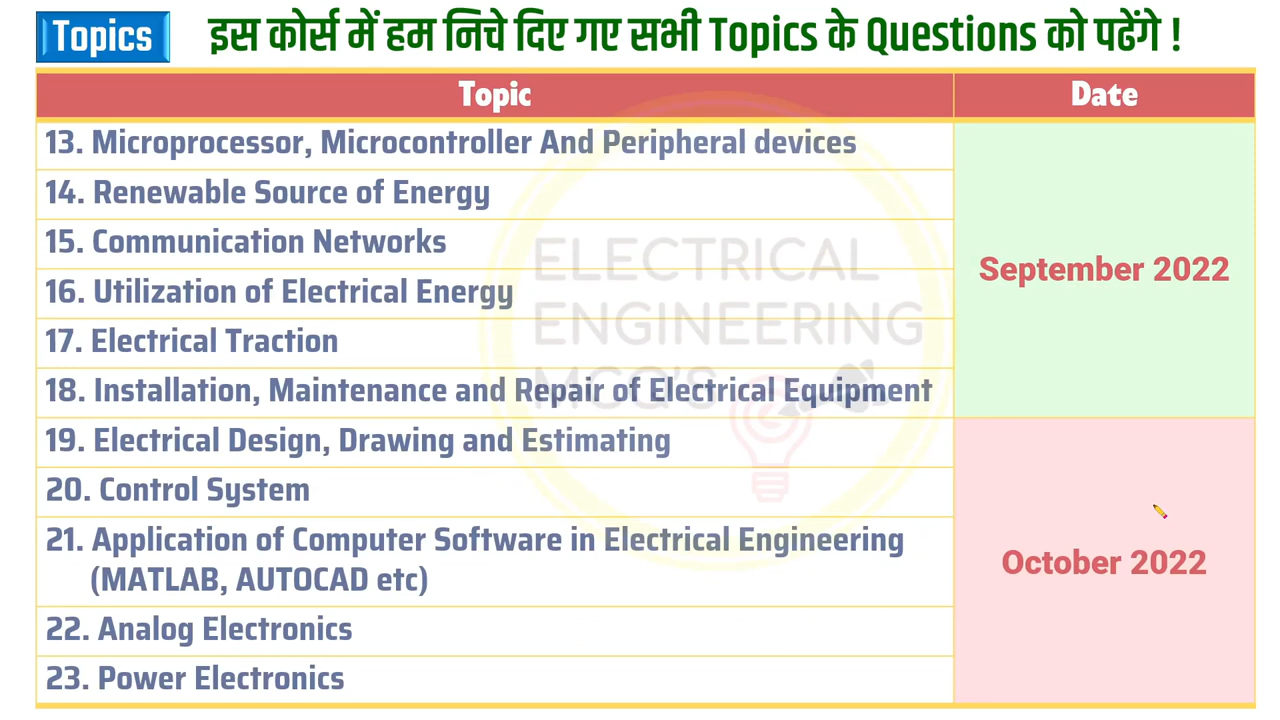 Topics
इस कोर्स में हम निचे दिए गए सभी Topics के Questions को पढेंगे !
Topic Date
13. Microprocessor, Microcontroller And Peripheral devices
14. Renewable Source of Energy
15. Communication Networks
16. Utilization of Electrical Energy
17. Electrical Traction
18. Installation, Maintenance and Repair of Electrical Equipment
September 2022
19. Electrical Design, Drawing and Estimating
20. Control System
21. Application of Computer Software in Electrical Engineering
(MATLAB, AUTOCAD etc)
22. Analog Electronics
23. Power Electronics
October 2022
ELECTRICAL
ENGINEERING
MCQ'S